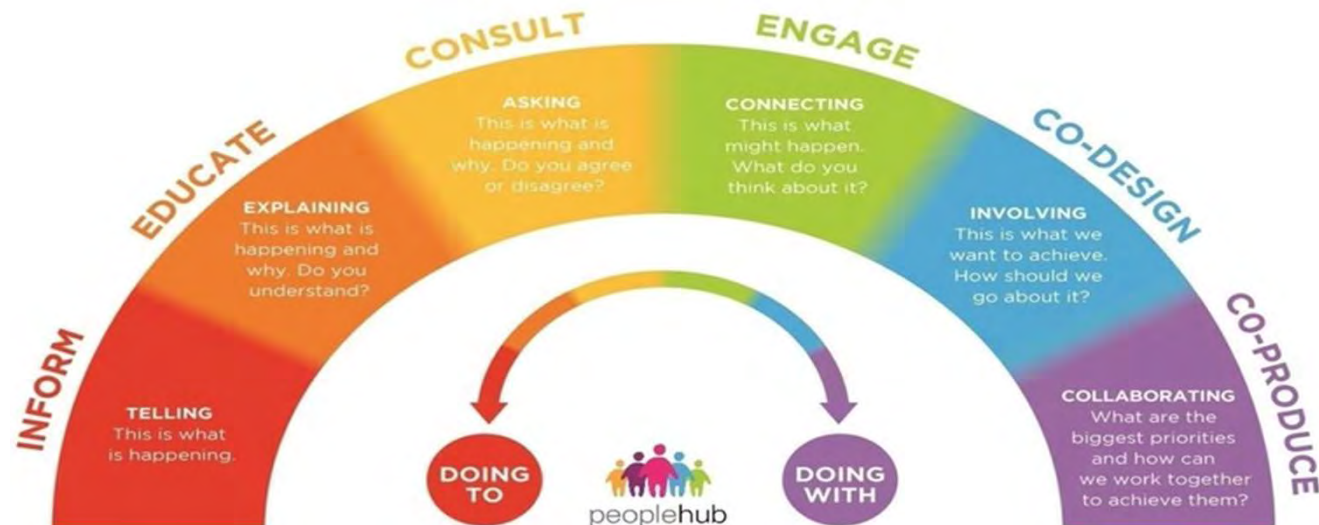 INFORM
TELLING
This is what
is happening.
EDUCATE
EXPLAINING
This is what is
happening and
why. Do you
understand?
CONSULT
ASKING
This is what is
happening and
why. Do you agree
or disagree?
ENGAGE
CONNECTING
This is what
might happen.
What do you
think about it?
CO-DESIGN
INVOLVING
This is what we
want to achieve.
How should we
go about it?
CO-PRODUCE
COLLABORATING
What are the
biggest priorities
and how can
we work together
to achieve them?
DOING
TO
DOING
WITH
peoplehub